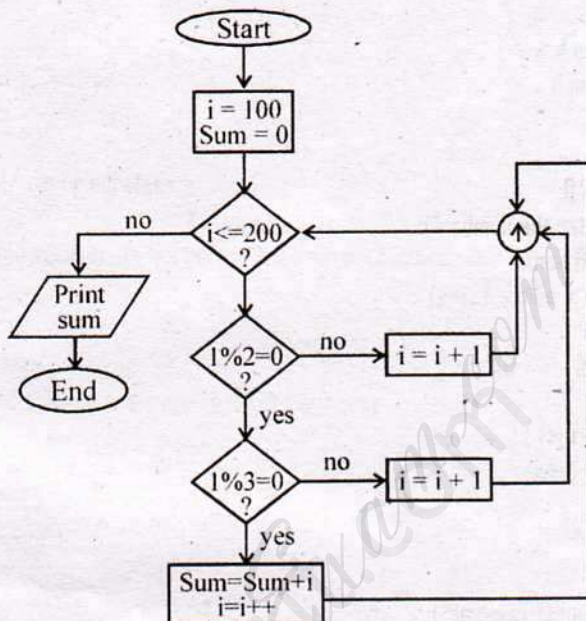 Start
i = 100
Sum = 0
no
i<=200
?
Print
sum
1%2=0
?
no
i = i + 1
End
yes
1%3=0
?
no
i = i + 1
yes
Sum=Sum+i
i=i++